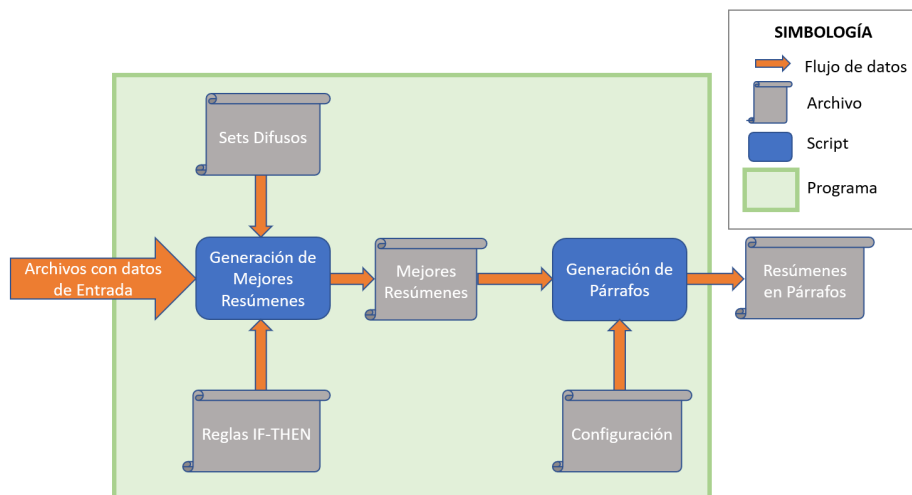 SIMBOLOGÍA
Flujo de datos
Archivo
Script
Programa
Sets Difusos
Archivos con datos
de Entrada
Generación de
Mejores
Resúmenes
Mejores
Resúmenes
Generación de
Párrafos
Resúmenes
en Párrafos
Reglas IF-THEN
Configuración